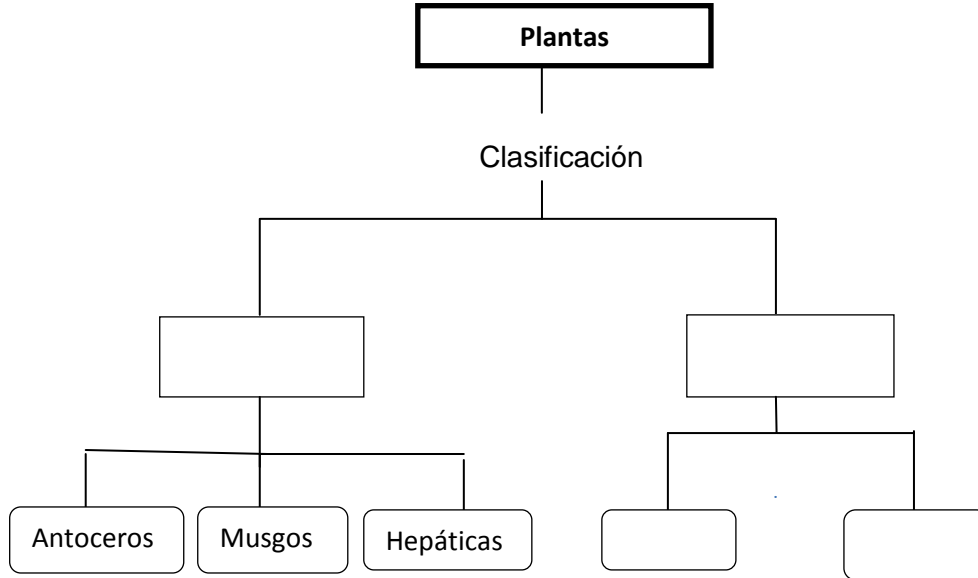 Plantas
Clasificación
Antoceros
Musgos
Hepáticas